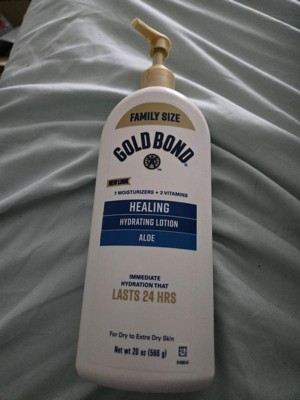 FAMILY SIZE
GOLD BOND
NEW LOOK
7 MOISTURIZERS + 3 VITAMINS
HEALING
HYDRATING LOTION
ALOE
IMMEDIATE
HYDRATION THAT
LASTS 24 HRS
For Dry to Extra Dry Skin
Net wt 20 oz (566 g)